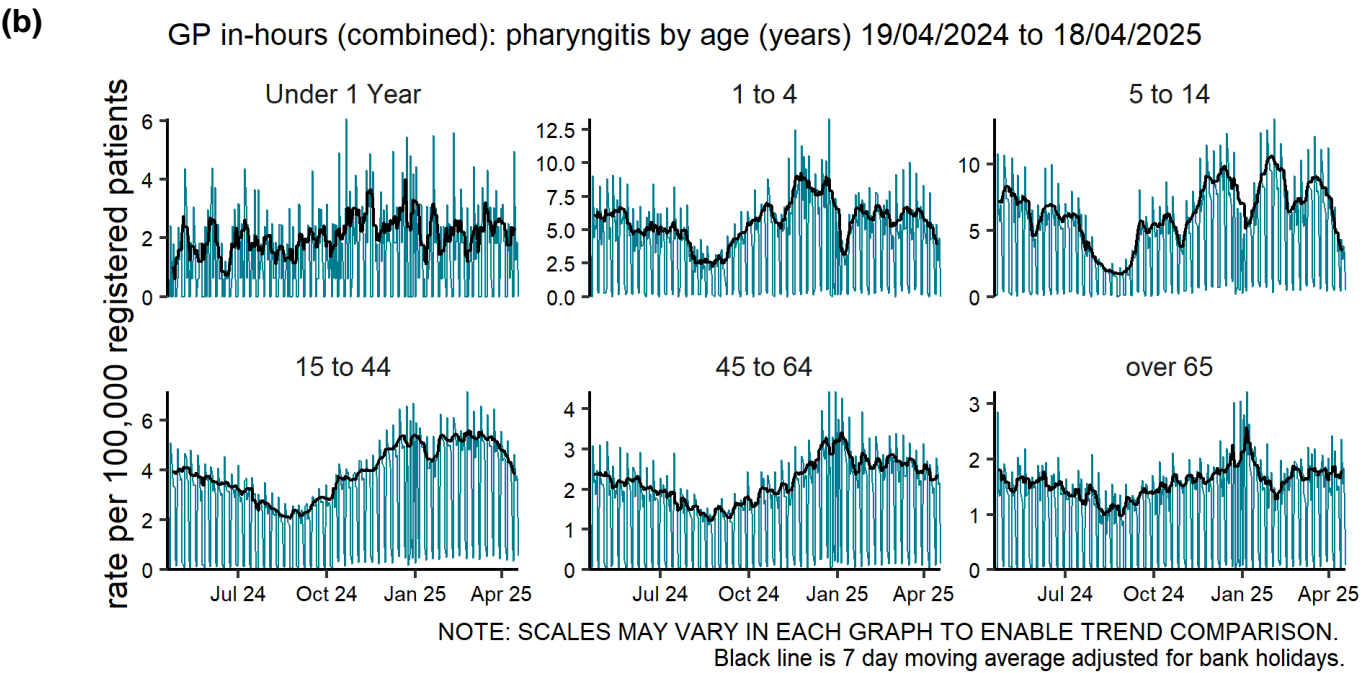 (b)
GP in-hours (combined): pharyngitis by age (years) 19/04/2024 to 18/04/2025
rate per 100,000 registered patients
Under 1 Year
6
4
2
0
1 to 4
12.5
10.0
7.5
5.0
2.5
0.0
5 to 14
10
5
0
15 to 44
6
4
2
0
Jul 24 Oct 24 Jan 25 Apr 25
45 to 64
4
3
2
1
0
Jul 24 Oct 24 Jan 25 Apr 25
over 65
3
2
1
0
Jul 24 Oct 24 Jan 25 Apr 25
NOTE: SCALES MAY VARY IN EACH GRAPH TO ENABLE TREND COMPARISON.
Black line is 7 day moving average adjusted for bank holidays.